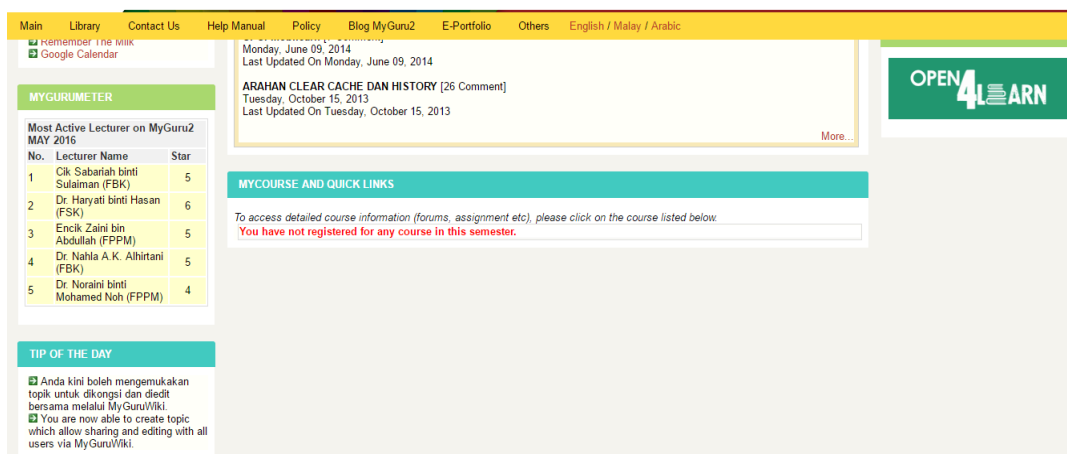 Main Library Contact Us Help Manual Policy Blog MyGuru2 E-Portfolio Others English / Malay / Arabic
Remember The Milk
Google Calendar
MYGURUMETER
Most Active Lecturer on MyGuru2
MAY 2016
No. Lecturer Name Star
1 Cik Sabariah binti Sulaiman (FBK) 5
2 Dr. Haryati binti Hasan (FSK) 6
3 Encik Zaini bin Abdullah (FPPM) 5
4 Dr. Nahla A.K. Alhirtani (FBK) 5
5 Dr. Noraini binti Mohamed Noh (FPPM) 4
TIP OF THE DAY
Anda kini boleh mengemukakan
topik untuk dikongsi dan diedit
bersama melalui MyGuruWiki.
You are now able to create topic
which allow sharing and editing with all
users via MyGuruWiki.
Monday, June 09, 2014
Last Updated On Monday, June 09, 2014
ARAHAN CLEAR CACHE DAN HISTORY [26 Comment]
Tuesday, October 15, 2013
Last Updated On Tuesday, October 15, 2013
More...
MYCOURSE AND QUICK LINKS
To access detailed course information (forums, assignment etc), please click on the course listed below.
You have not registered for any course in this semester.
OPEN4LEARN